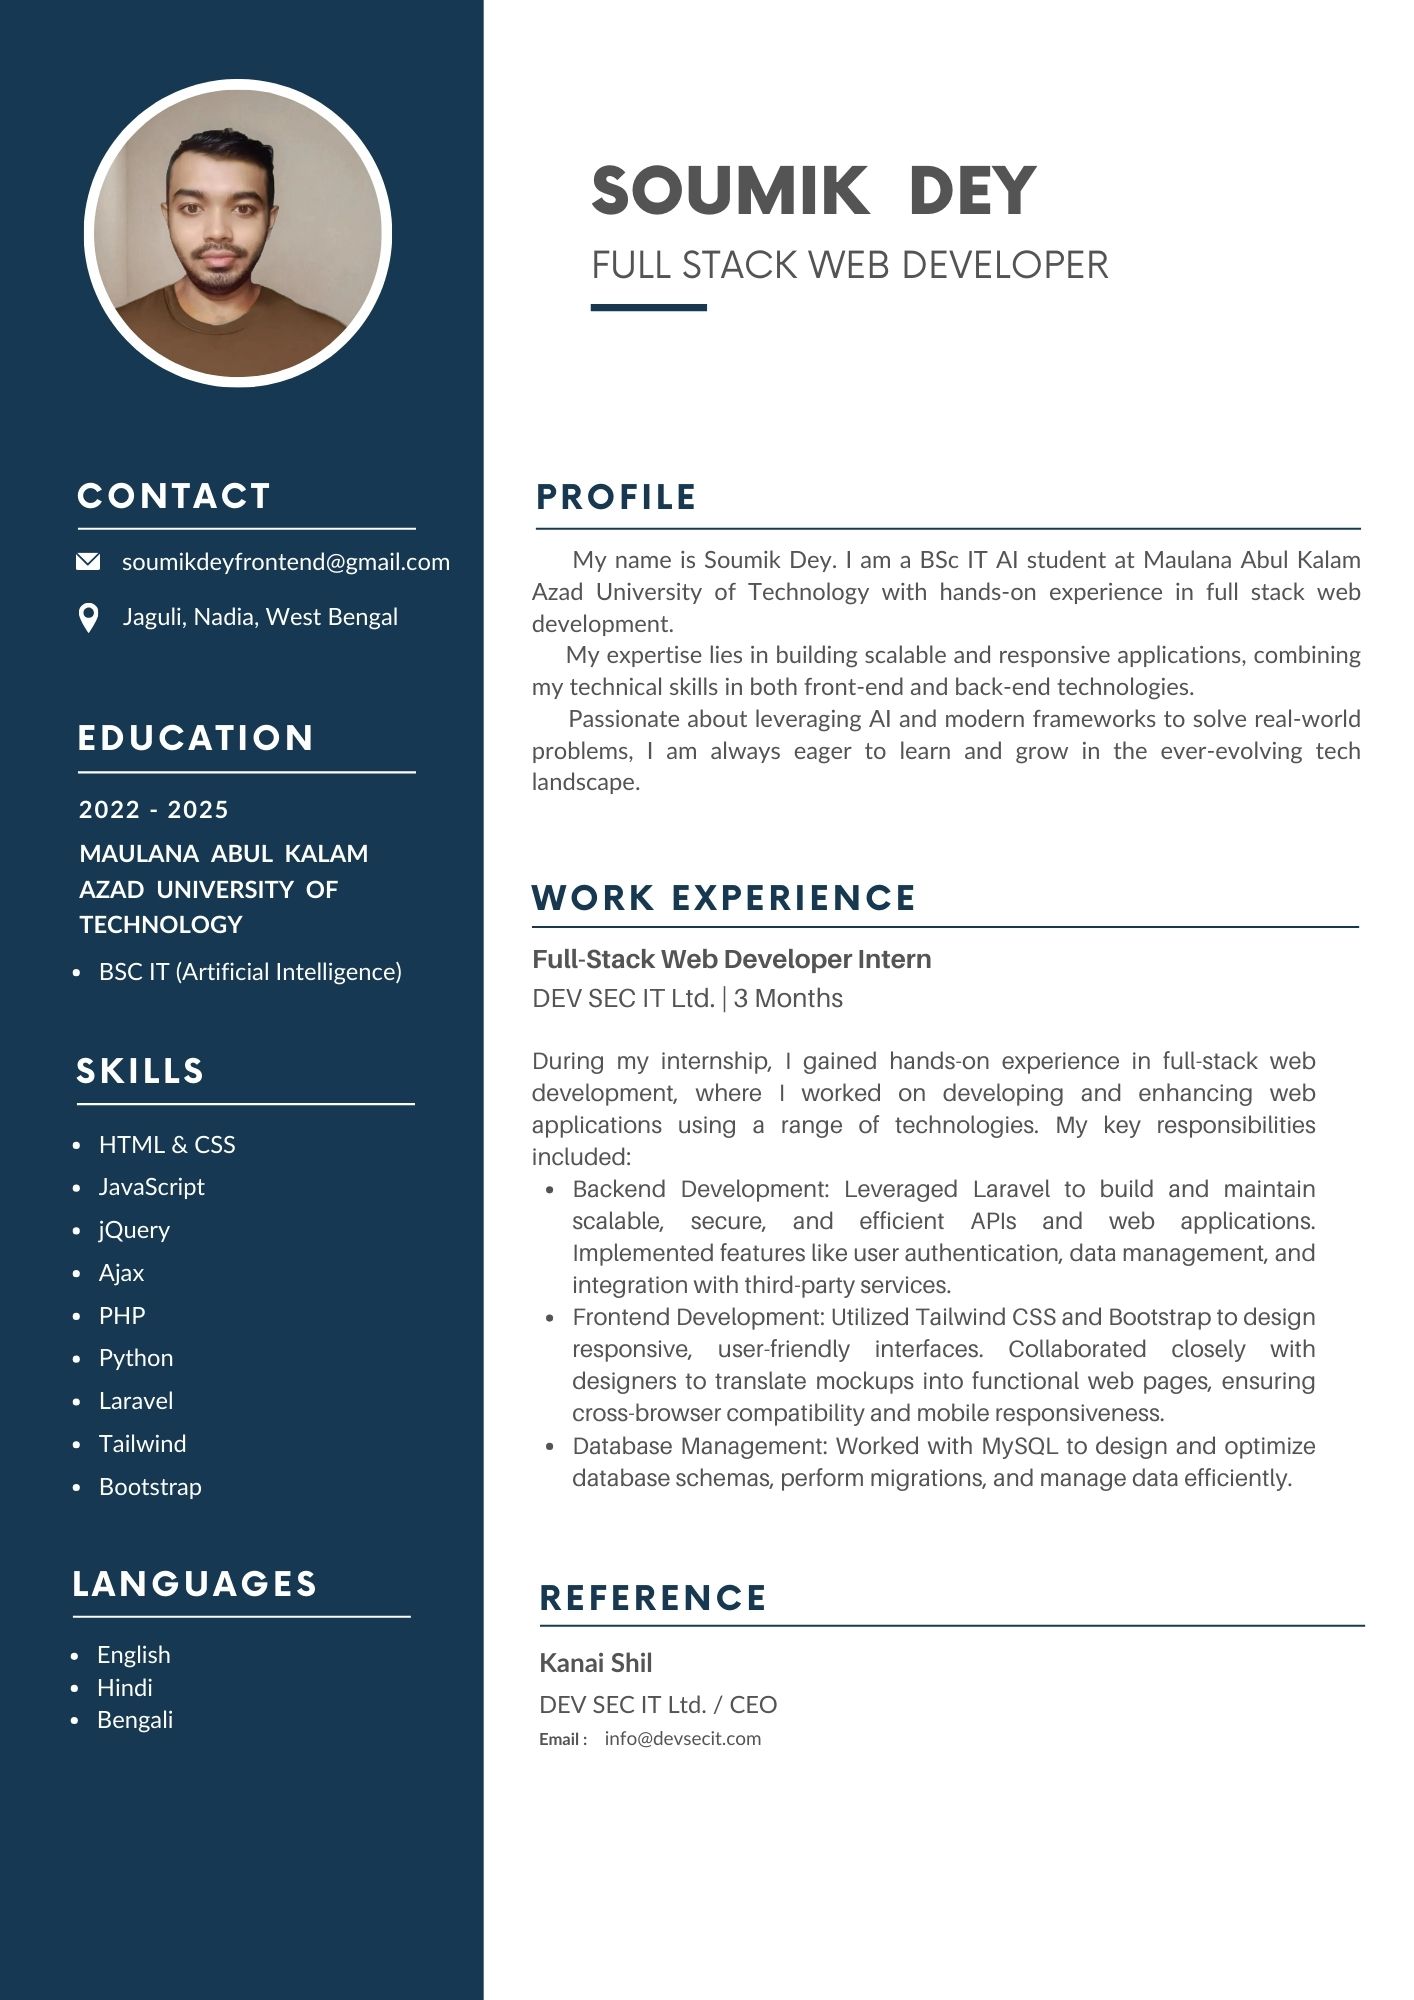 SOUMIK DEY
FULL STACK WEB DEVELOPER
CONTACT
soumikdeyfrontend@gmail.com
Jaguli, Nadia, West Bengal
EDUCATION
2022 - 2025
MAULANA ABUL KALAM
AZAD UNIVERSITY OF
TECHNOLOGY
• BSC IT (Artificial Intelligence)
SKILLS
• HTML & CSS
• JavaScript
• jQuery
• Ajax
• PHP
• Python
• Laravel
• Tailwind
• Bootstrap
LANGUAGES
• English
• Hindi
• Bengali
PROFILE
My name is Soumik Dey. I am a BSc IT AI student at Maulana Abul Kalam
Azad University of Technology with hands-on experience in full stack web
development.
My expertise lies in building scalable and responsive applications, combining
my technical skills in both front-end and back-end technologies.
Passionate about leveraging AI and modern frameworks to solve real-world
problems, I am always eager to learn and grow in the ever-evolving tech
landscape.
WORK EXPERIENCE
Full-Stack Web Developer Intern
DEV SEC IT Ltd. | 3 Months
During my internship, I gained hands-on experience in full-stack web
development, where I worked on developing and enhancing web
applications using a range of technologies. My key responsibilities
included:
• Backend Development: Leveraged Laravel to build and maintain
scalable, secure, and efficient APIs and web applications.
Implemented features like user authentication, data management, and
integration with third-party services.
• Frontend Development: Utilized Tailwind CSS and Bootstrap to design
responsive, user-friendly interfaces. Collaborated closely with
designers to translate mockups into functional web pages, ensuring
cross-browser compatibility and mobile responsiveness.
• Database Management: Worked with MySQL to design and optimize
database schemas, perform migrations, and manage data efficiently.
REFERENCE
Kanai Shil
DEV SEC IT Ltd. / CEO
Email : info@devsecit.com